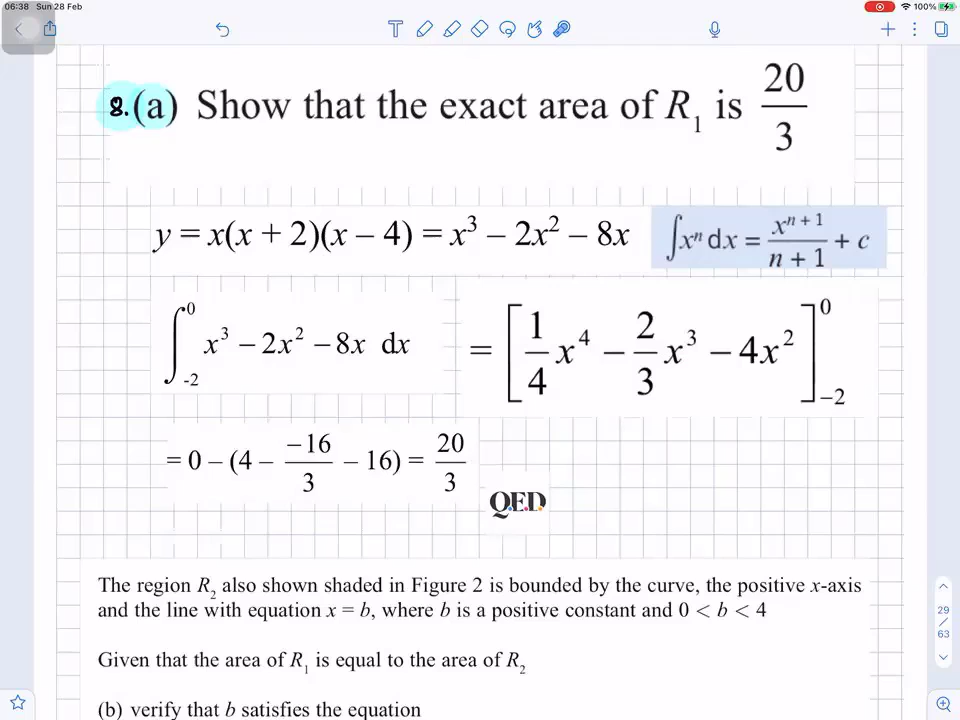 06:38 Sun 28 Feb 100%
8. (a) Show that the exact area of R₁ is 20/3
y = x(x + 2)(x – 4) = x³ – 2x² – 8x ∫xⁿ dx = xⁿ⁺¹/(n + 1) + c
∫₋₂⁰ x³ – 2x² – 8x dx = [1/4 x⁴ – 2/3 x³ – 4x²]₋₂⁰
= 0 – (4 – –16/3 – 16) = 20/3
QED
The region R₂ also shown shaded in Figure 2 is bounded by the curve, the positive x-axis
and the line with equation x = b, where b is a positive constant and 0 < b < 4
29
/
63
Given that the area of R₁ is equal to the area of R₂
(b) verify that b satisfies the equation